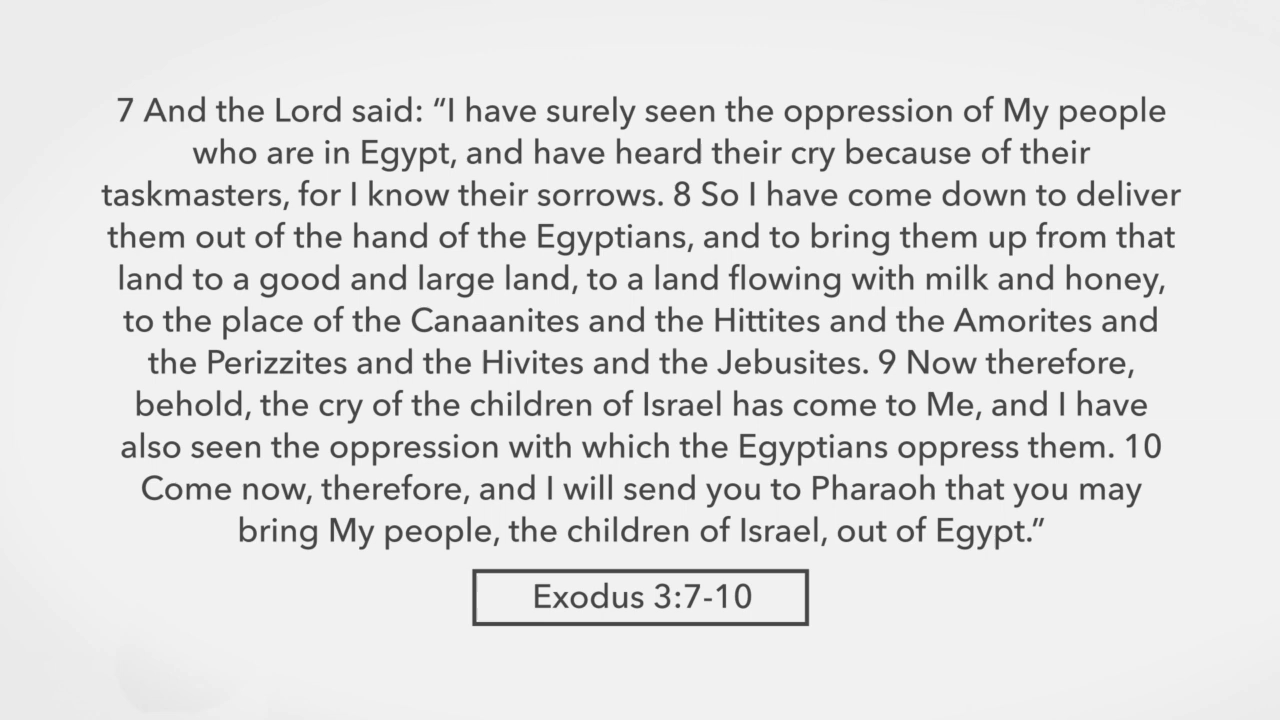 7 And the Lord said: “I have surely seen the oppression of My people
who are in Egypt, and have heard their cry because of their
taskmasters, for I know their sorrows. 8 So I have come down to deliver
them out of the hand of the Egyptians, and to bring them up from that
land to a good and large land, to a land flowing with milk and honey,
to the place of the Canaanites and the Hittites and the Amorites and
the Perizzites and the Hivites and the Jebusites. 9 Now therefore,
behold, the cry of the children of Israel has come to Me, and I have
also seen the oppression with which the Egyptians oppress them. 10
Come now, therefore, and I will send you to Pharaoh that you may
bring My people, the children of Israel, out of Egypt.”
Exodus 3:7-10